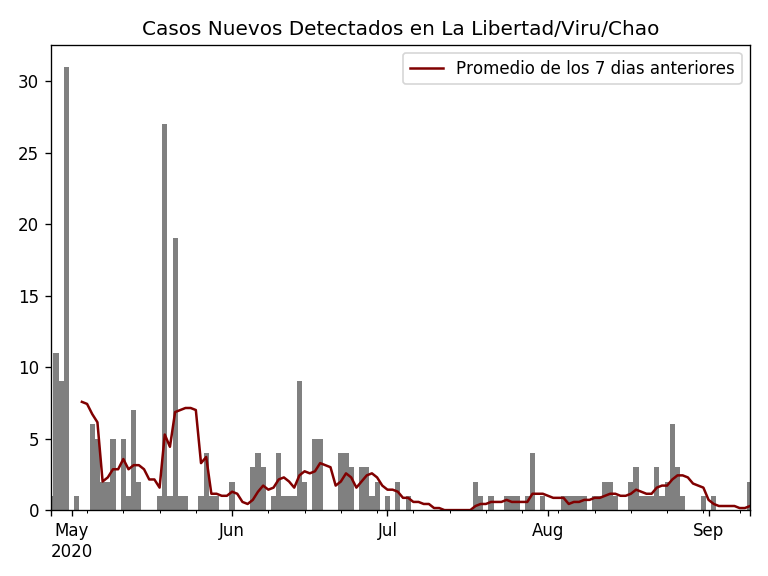 Casos Nuevos Detectados en La Libertad/Viru/Chao
Promedio de los 7 dias anteriores
30
25
20
15
10
5
0
May Jun Jul Aug Sep
2020